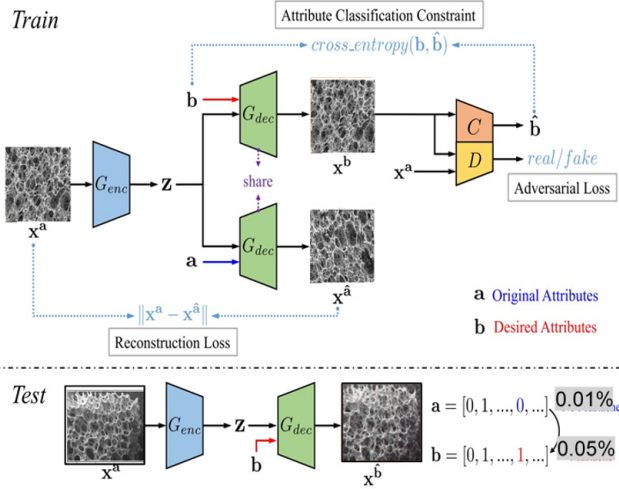 Train
Attribute Classification Constraint
cross_entropy(b, b̂)
b
G_dec
C
b̂
x^b
D
real/fake
G_enc
z
share
x^a
Adversarial Loss
x^a
G_dec
a
x^â
a Original Attributes
‖x^a − x^â‖
b Desired Attributes
Reconstruction Loss
Test
a = [0, 1, ..., 0, ...] 0.01%
G_enc
z
G_dec
b
b = [0, 1, ..., 1, ...] 0.05%
x^a
x^b̂